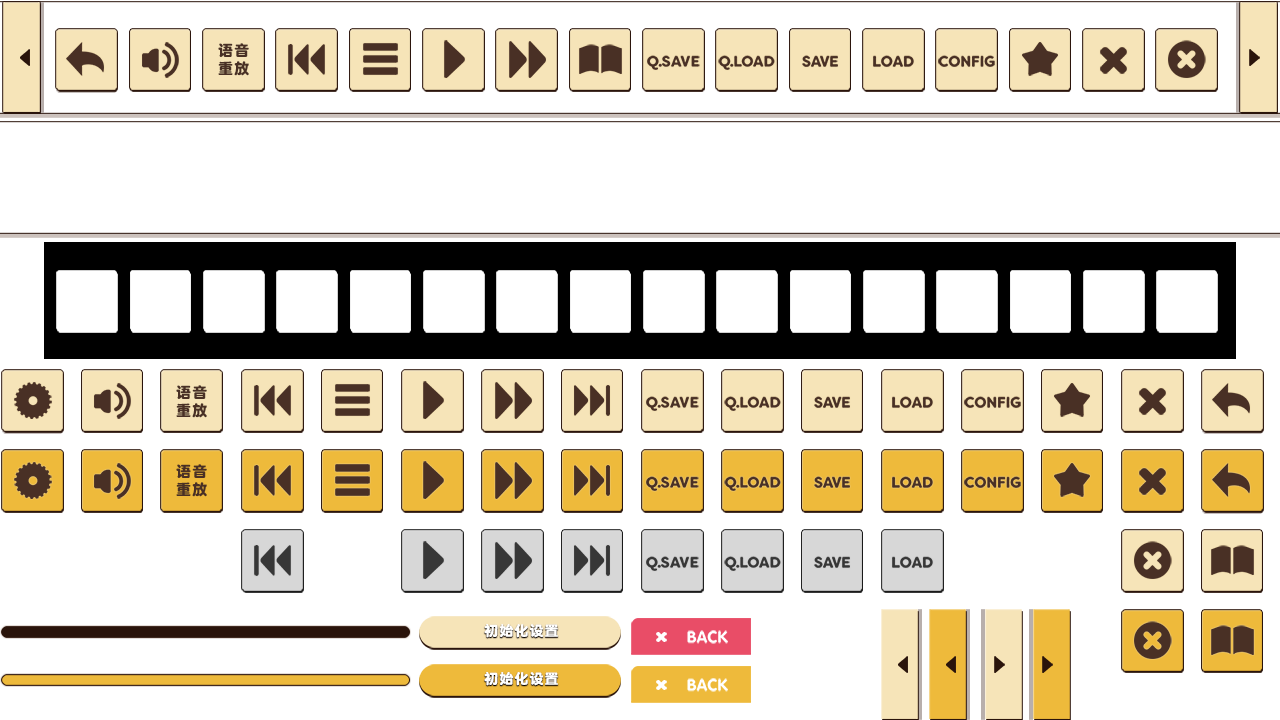 语音
重放
Q.SAVE
Q.LOAD
SAVE
LOAD
CONFIG
语音
重放
Q.SAVE
Q.LOAD
SAVE
LOAD
CONFIG
语音
重放
Q.SAVE
Q.LOAD
SAVE
LOAD
CONFIG
Q.SAVE
Q.LOAD
SAVE
LOAD
初始化设置
BACK
初始化设置
BACK